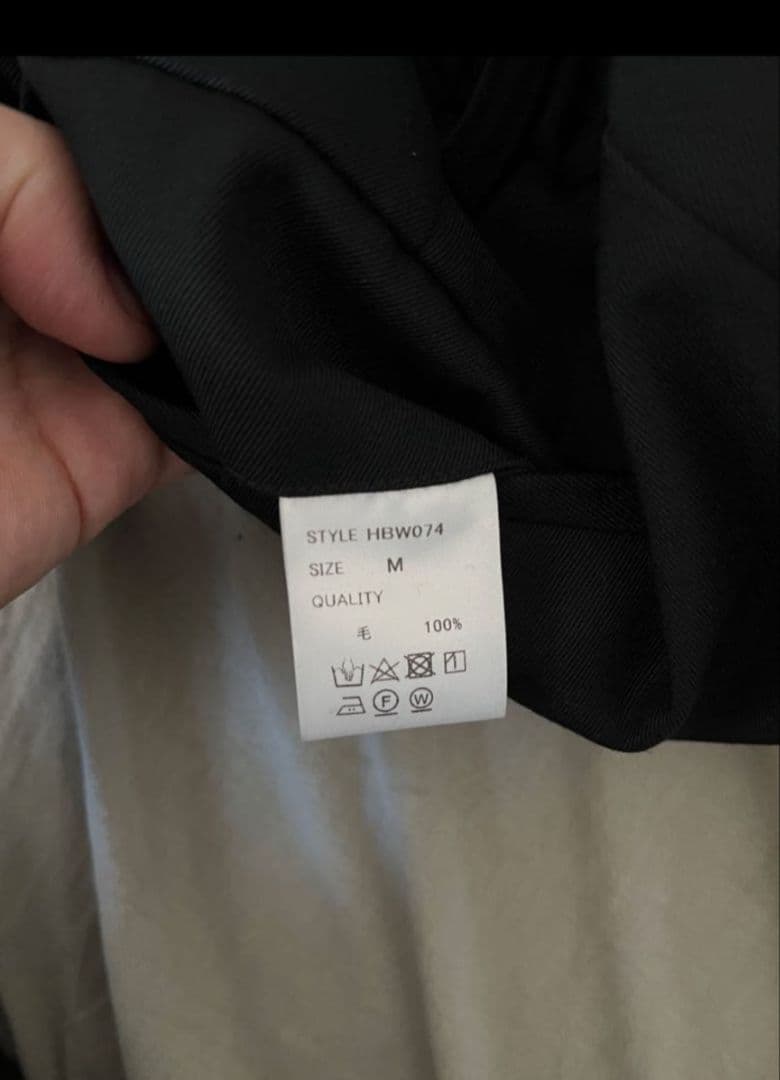 STYLE HBW074
SIZE M
QUALITY
毛 100%
F W